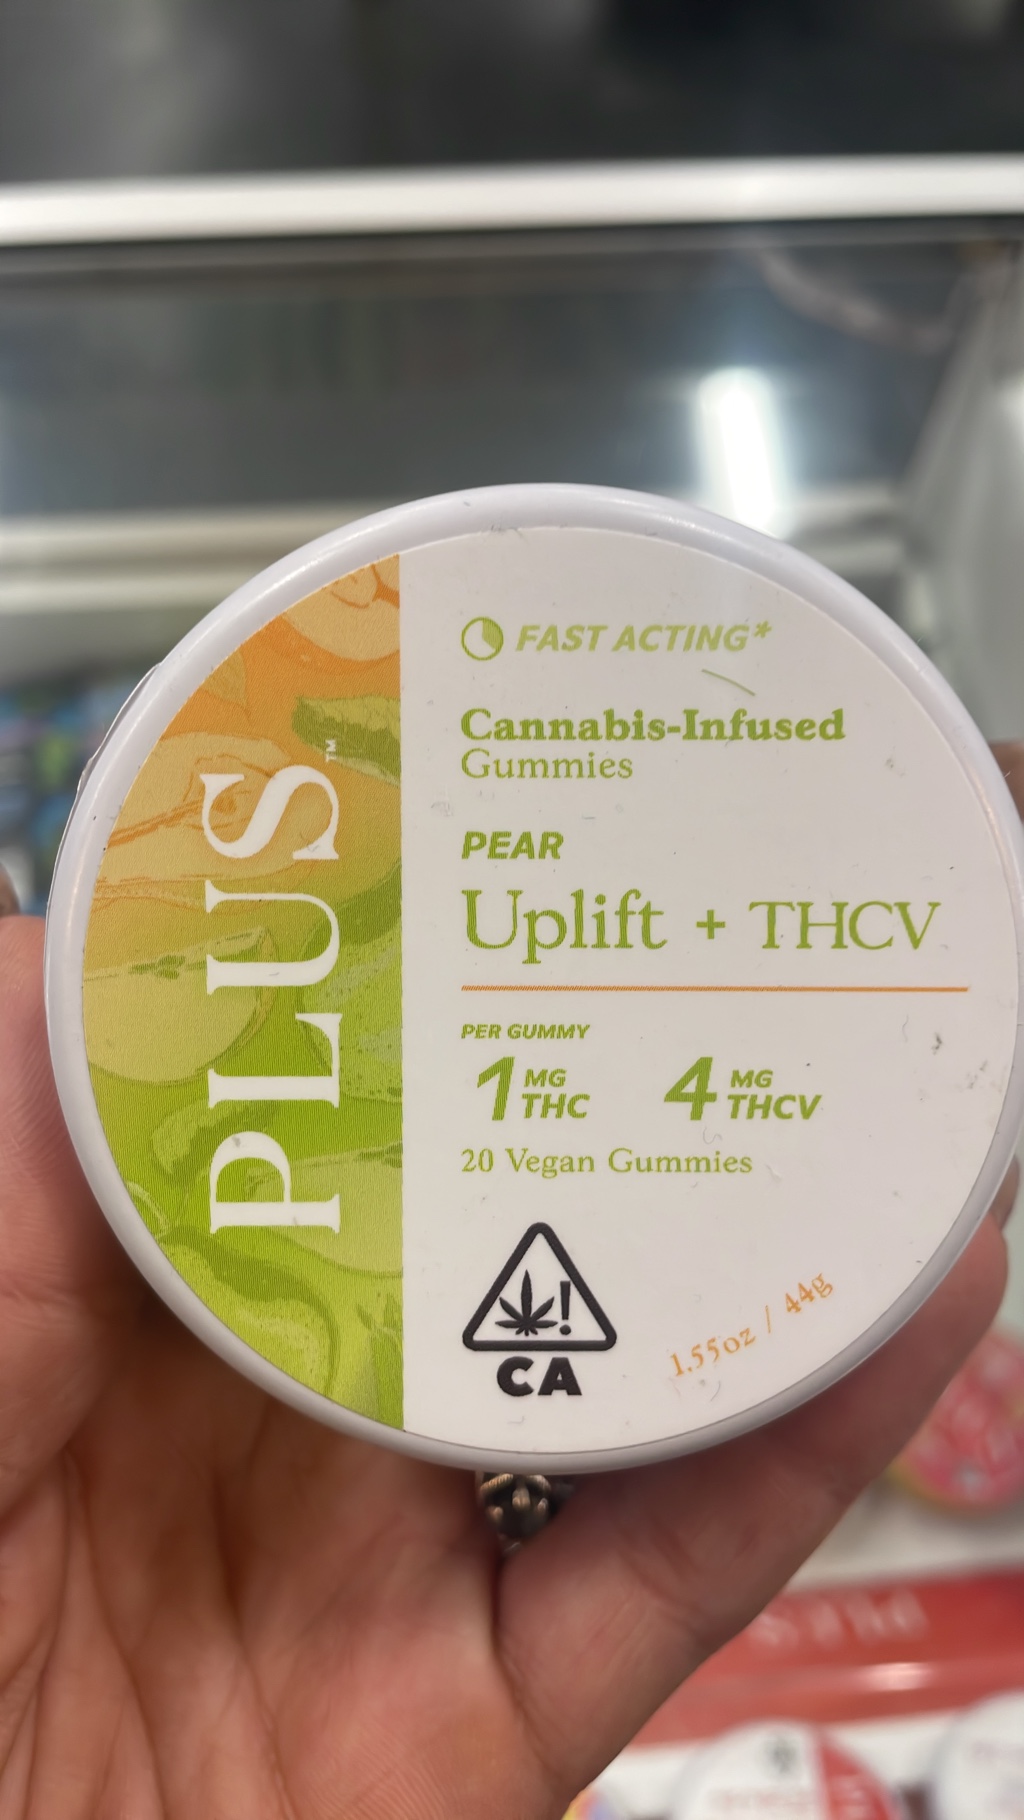 PLUS™
FAST ACTING*
Cannabis-Infused
Gummies
PEAR
Uplift + THCV
PER GUMMY
1 MG THC 4 MG THCV
20 Vegan Gummies
!
CA
1.55oz / 44g
PLUS